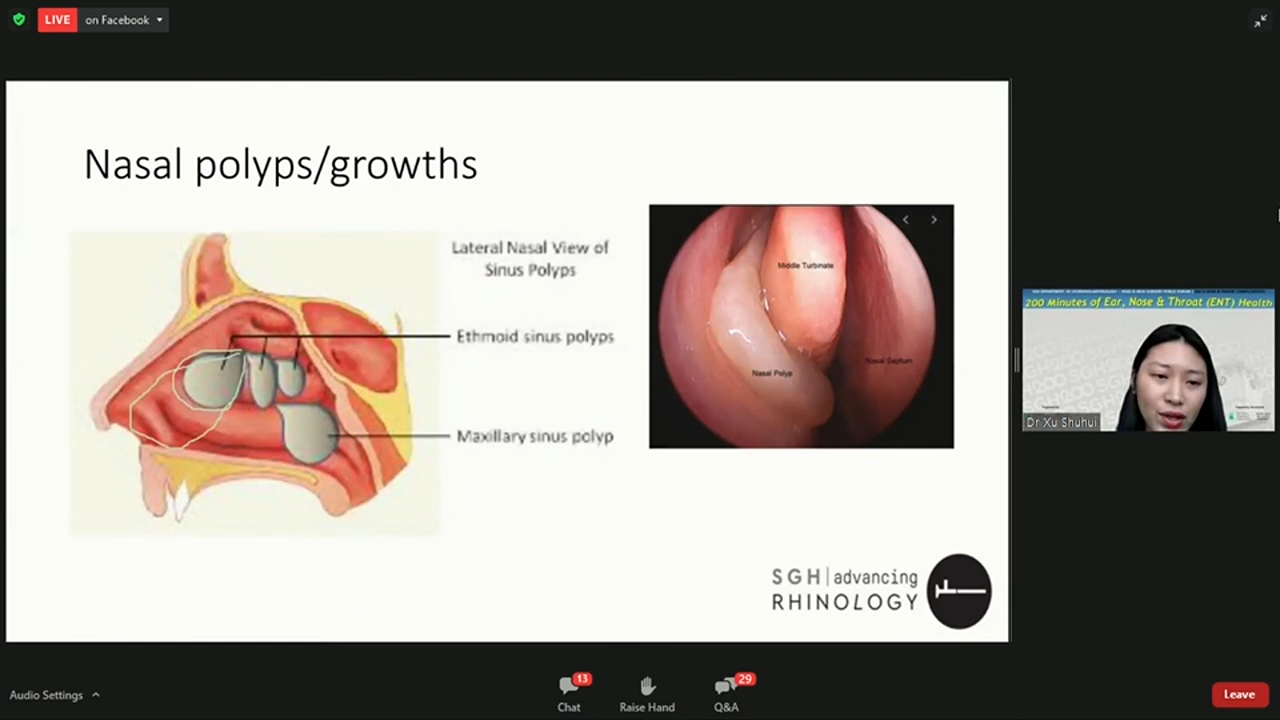 LIVE on Facebook
Nasal polyps/growths
Lateral Nasal View of
Sinus Polyps
Ethmoid sinus polyps
Maxillary sinus polyp
Middle Turbinate
Nasal Septum
Nasal Polyp
SGH advancing
RHINOLOGY
200 Minutes of Ear, Nose & Throat (ENT) Health
Dr Xu Shuhui
Audio Settings
13
Chat
Raise Hand
29
Q&A
Leave